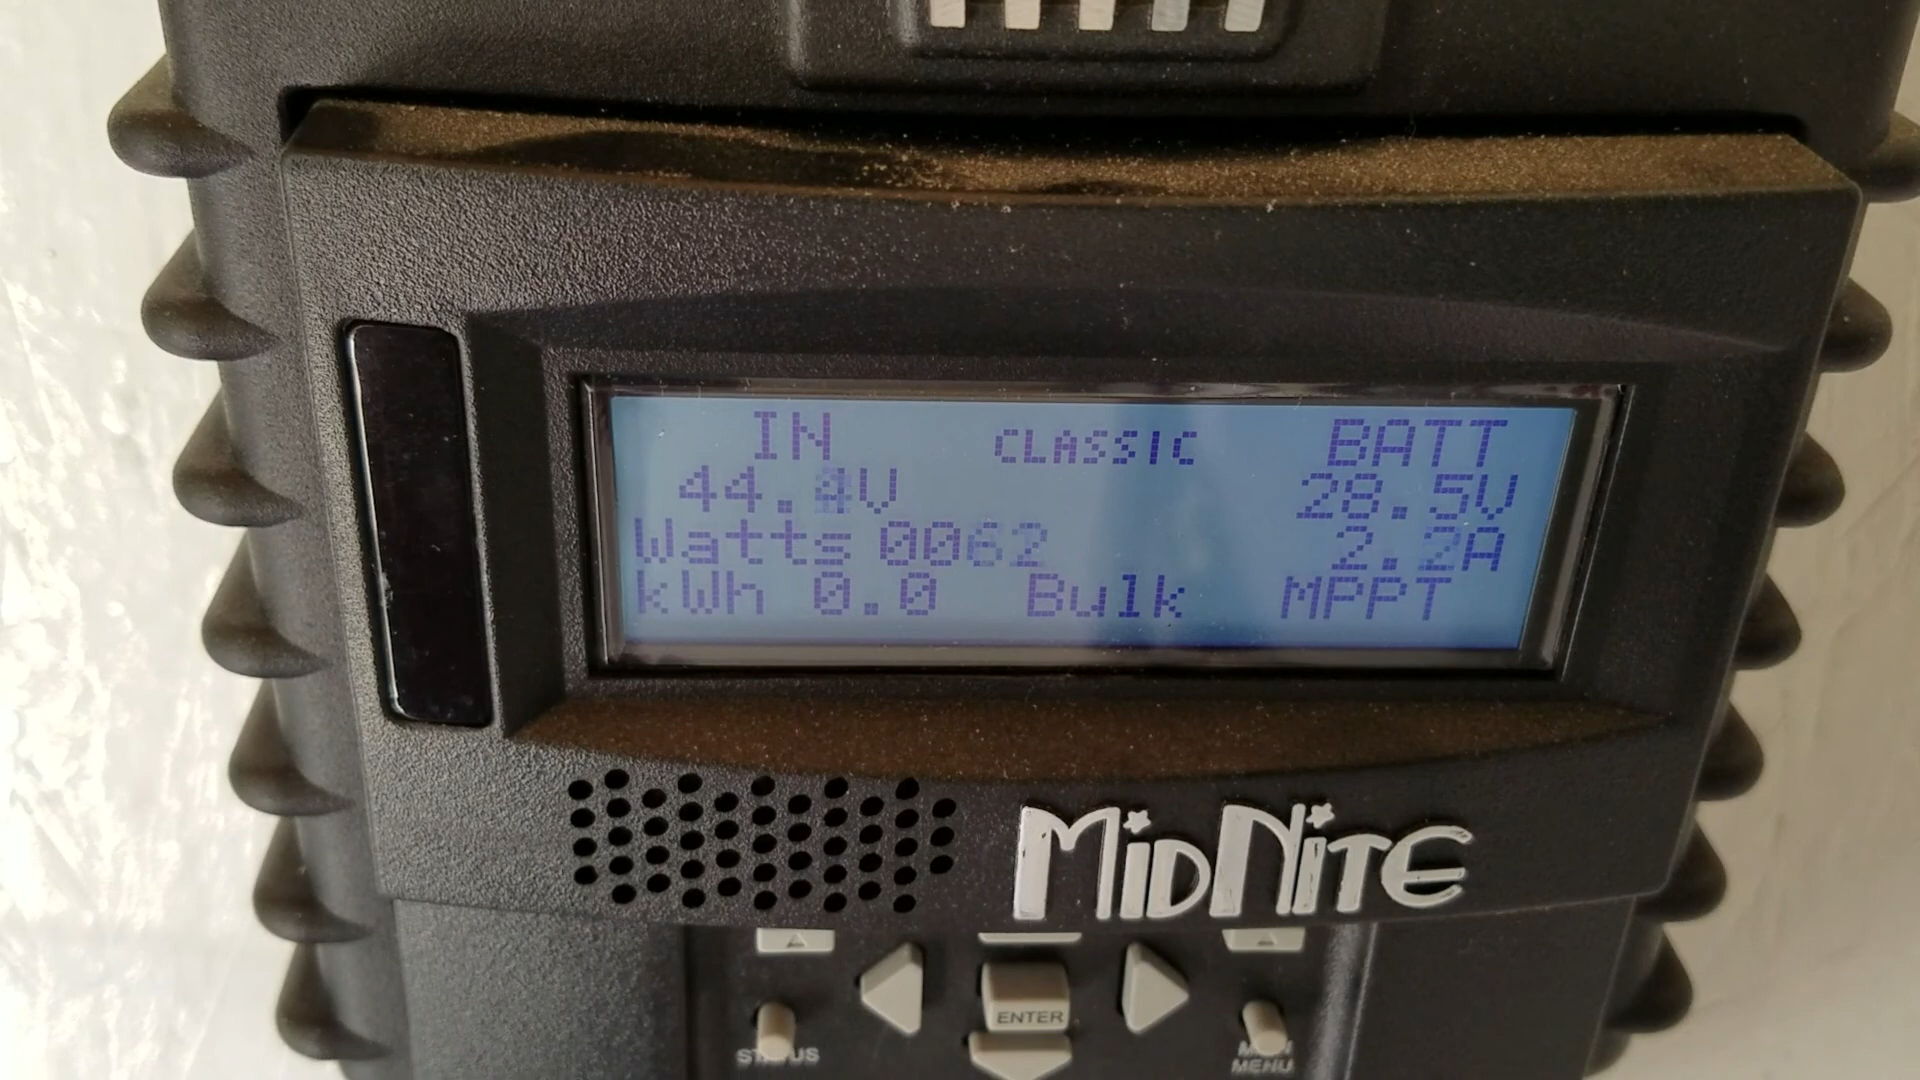 IN CLASSIC BATT
44.4V 28.5V
Watts 0062 2.2A
kWh 0.0 Bulk MPPT
MIDNITE
ENTER
STATUS
MAIN
MENU